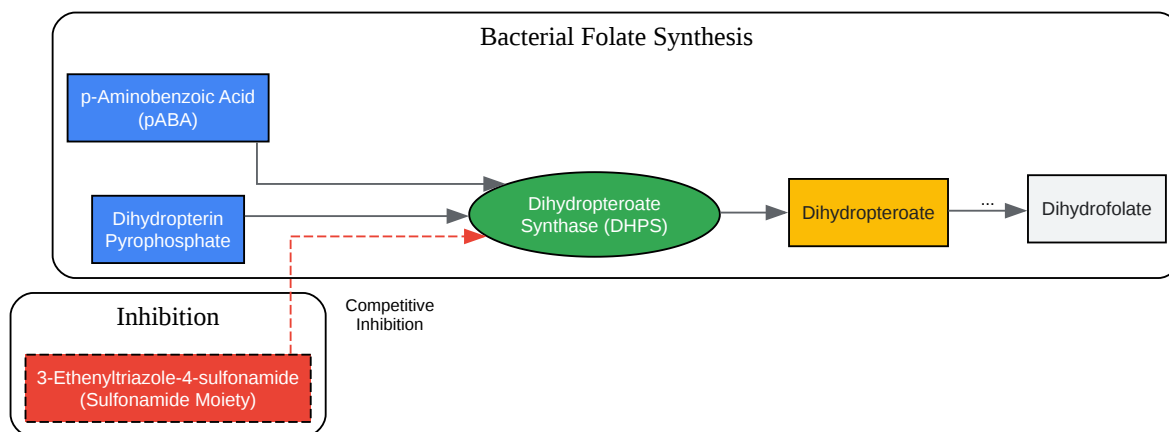 Bacterial Folate Synthesis
p-Aminobenzoic Acid
(pABA)
Dihydropterin
Pyrophosphate
Dihydropteroate
Synthase (DHPS)
Dihydropteroate
...
Dihydrofolate
Inhibition
Competitive
Inhibition
3-Ethenyltriazole-4-sulfonamide
(Sulfonamide Moiety)